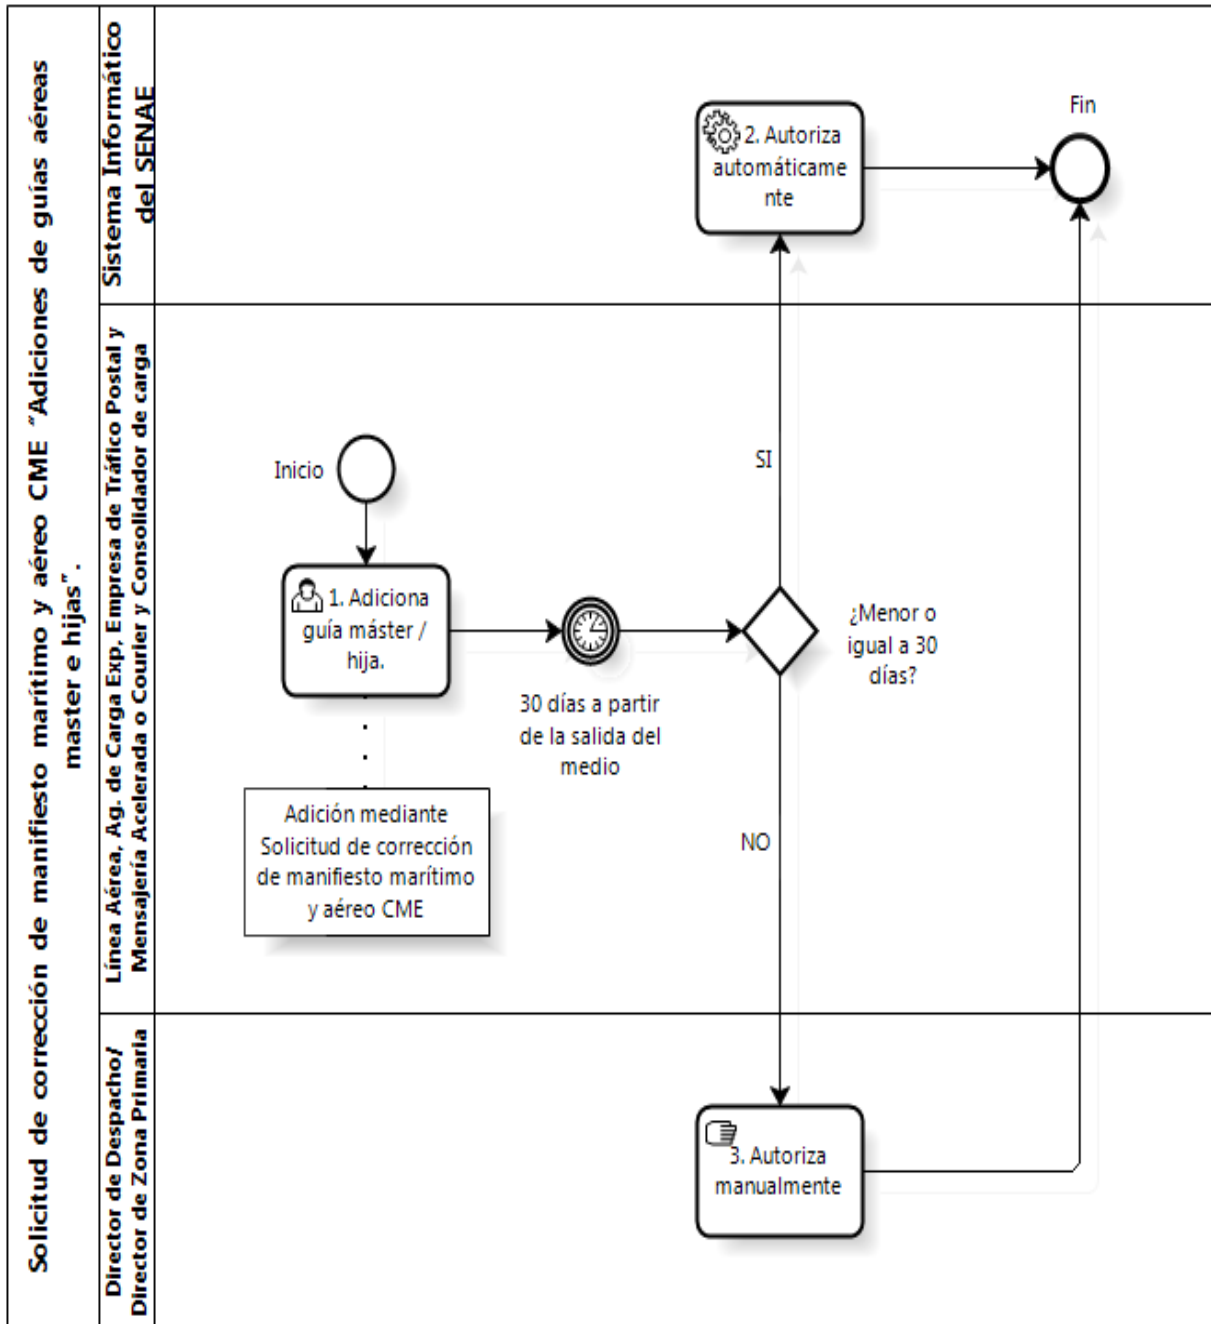 Solicitud de corrección de manifiesto marítimo y aéreo CME "Adiciones de guías aéreas
master e hijas".
Sistema Informático
del SENAE
2. Autoriza
automáticame
nte
Fin
Línea Aérea, Ag. de Carga Exp, Empresa de Tráfico Postal y
Mensajería Acelerada o Courier y Consolidador de carga
Inicio
1. Adiciona
guía máster /
hija.
30 días a partir
de la salida del
medio
SI
¿Menor o
igual a 30
días?
NO
Adición mediante
Solicitud de corrección
de manifiesto marítimo
y aéreo CME
Director de Despacho/
Director de Zona Primaria
3. Autoriza
manualmente